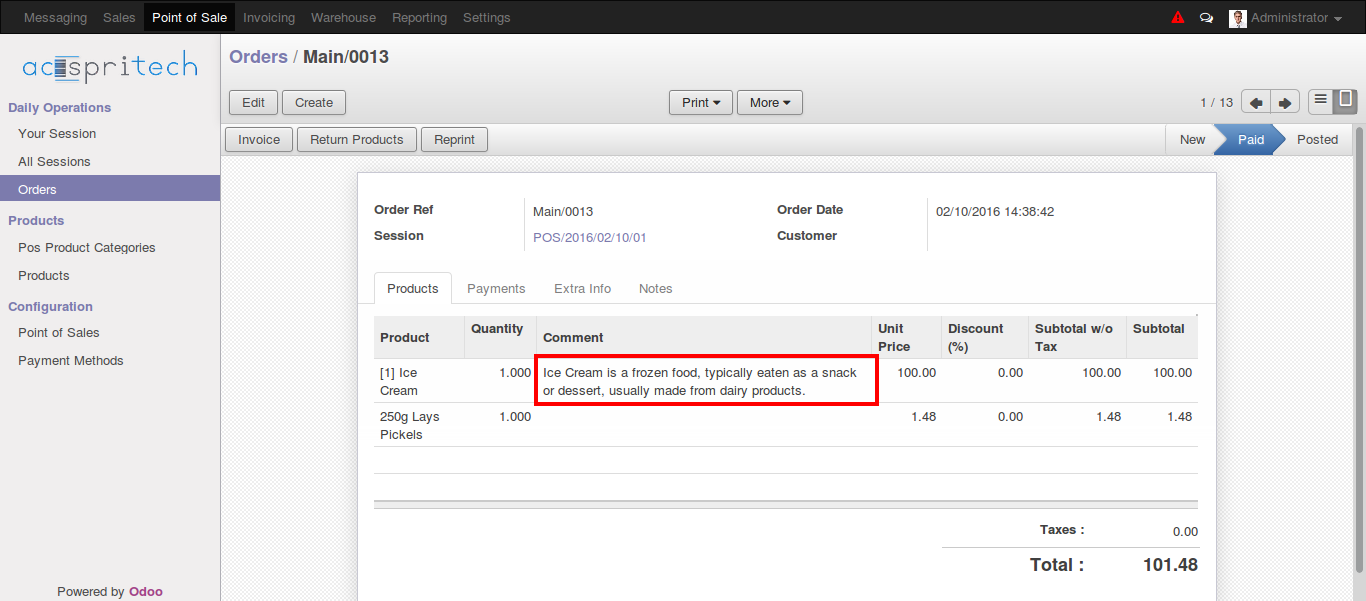 Messaging Sales Point of Sale Invoicing Warehouse Reporting Settings Administrator
acespritech
Orders / Main/0013
Edit Create Print More 1 / 13
Invoice Return Products Reprint New Paid Posted
Daily Operations
Your Session
All Sessions
Orders
Products
Pos Product Categories
Products
Configuration
Point of Sales
Payment Methods
Powered by Odoo
Order Ref Main/0013 Order Date 02/10/2016 14:38:42
Session POS/2016/02/10/01 Customer
Products Payments Extra Info Notes
Product Quantity Comment Unit Price Discount (%) Subtotal w/o Tax Subtotal
[1] Ice 1.000 Ice Cream is a frozen food, typically eaten as a snack 100.00 0.00 100.00 100.00
Cream or dessert, usually made from dairy products.
250g Lays 1.000 1.48 0.00 1.48 1.48
Pickels
Taxes : 0.00
Total : 101.48